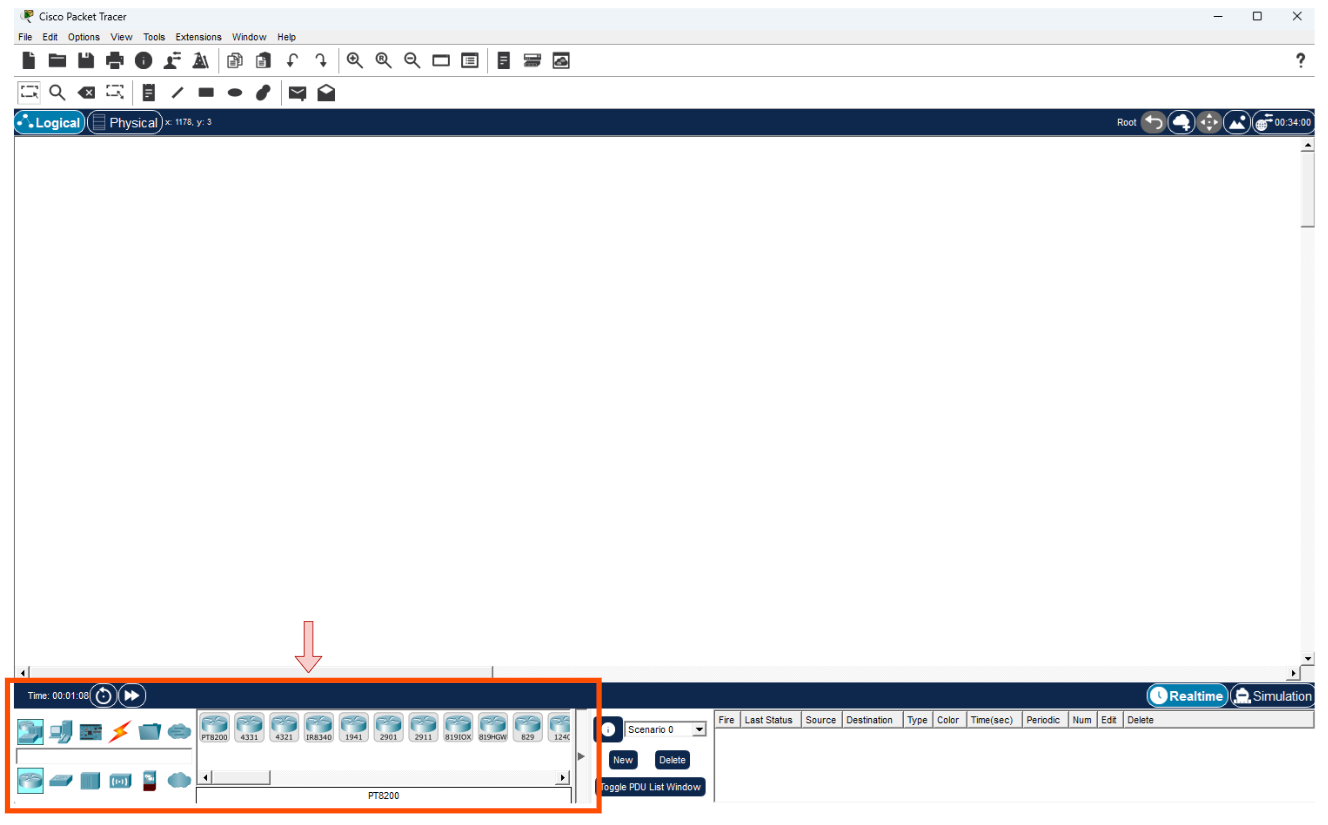 Cisco Packet Tracer
File Edit Options View Tools Extensions Window Help
?
Logical Physical x: 1178, y: 3 Root 00:34:00
Time: 00:01:08 Realtime Simulation
Fire Last Status Source Destination Type Color Time(sec) Periodic Num Edit Delete
Scenario 0
PT8200 4331 4321 IR8340 1941 2901 2911 819IOX 819HGW 829 1240
New Delete
Toggle PDU List Window
PT8200